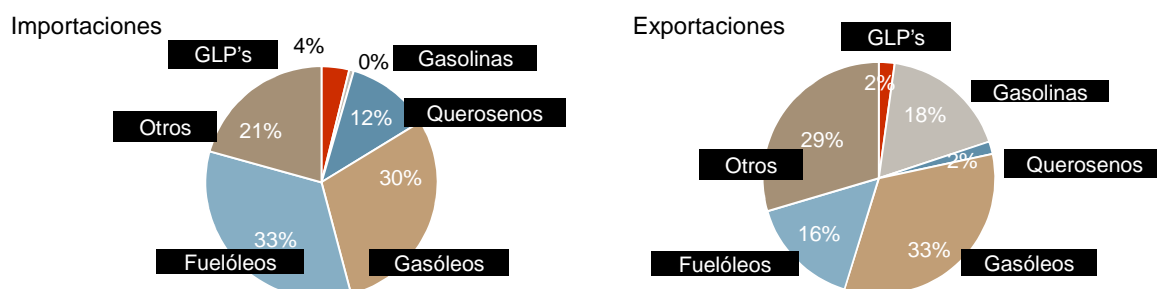 Importaciones
GLP's
4%
0%
Gasolinas
12%
Querosenos
Otros
21%
30%
33%
Fuelóleos
Gasóleos
Exportaciones
GLP's
2%
18%
Gasolinas
29%
Otros
2%
Querosenos
16%
Fuelóleos
33%
Gasóleos